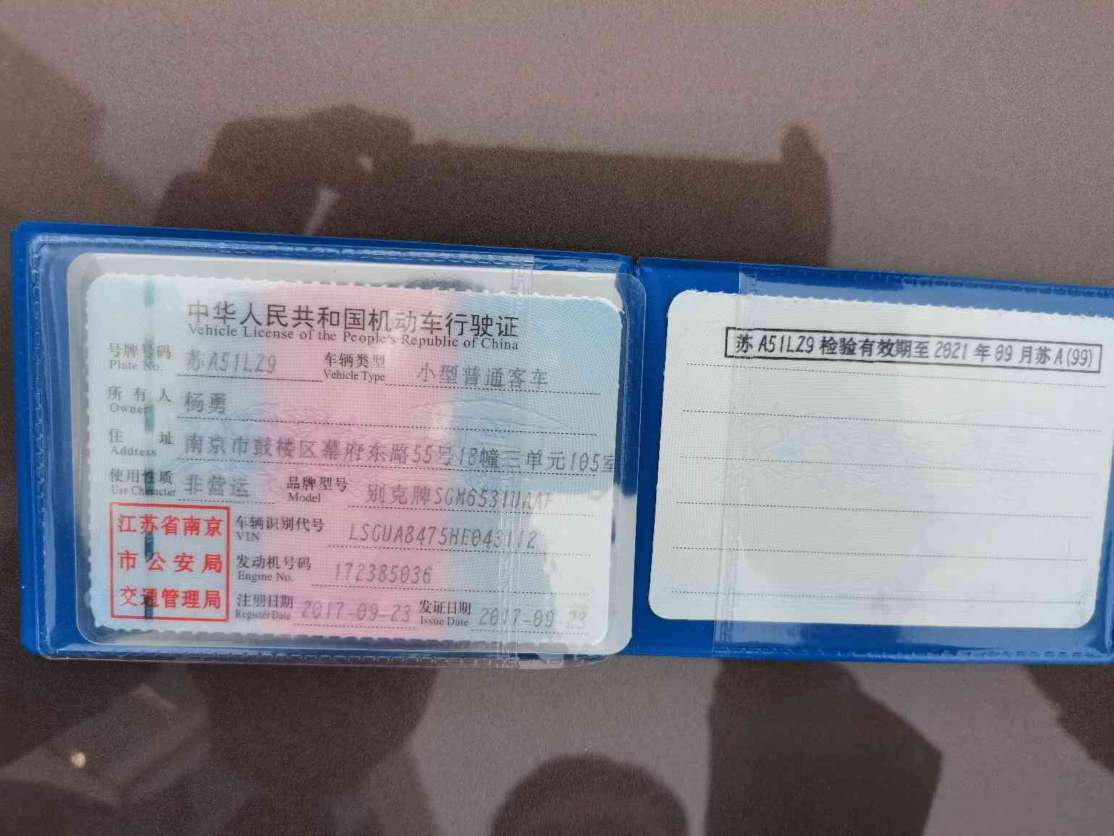 中华人民共和国机动车行驶证
Vehicle License of the People's Republic of China
号牌号码 苏A51LZ9 车辆类型 小型普通客车
Plate No. Vehicle Type
所有人 杨勇
Owner
住址 南京市鼓楼区幕府东路55号18幢三单元105室
Address
使用性质 非营运 品牌型号 别克牌SGM6531UAAF
Use Character Model
江苏省南京
市公安局
交通管理局
车辆识别代号 LSGUA8475HE043112
VIN
发动机号码 172385036
Engine No.
注册日期 2017-09-23 发证日期 2017-09-23
Register Date Issue Date
苏A51LZ9检验有效期至2021年09月苏A(99)